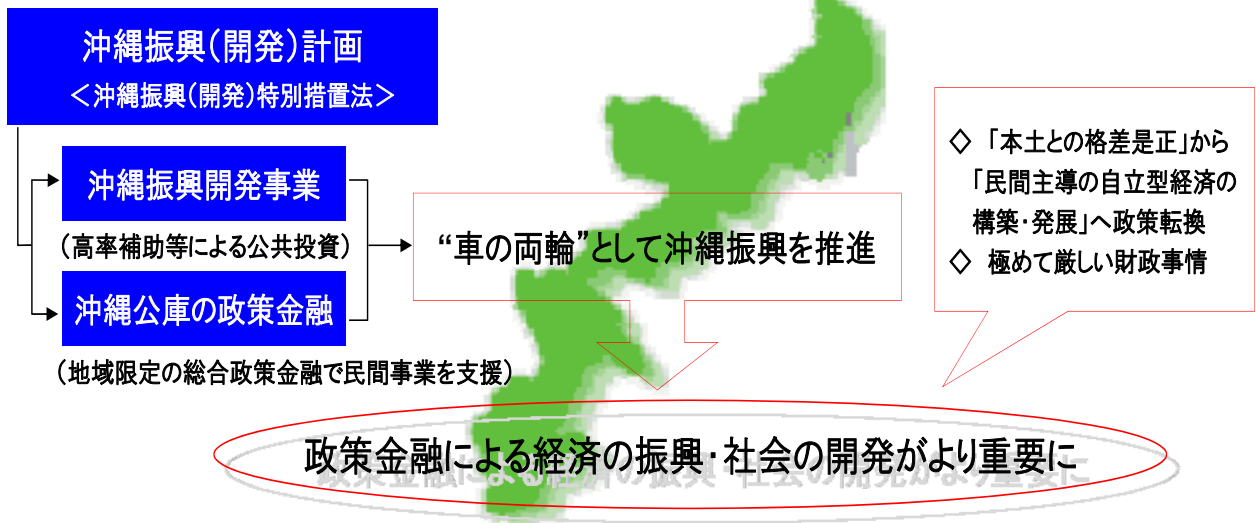 沖縄振興(開発)計画
<沖縄振興(開発)特別措置法>
沖縄振興開発事業
(高率補助等による公共投資)
沖縄公庫の政策金融
(地域限定の総合政策金融で民間事業を支援)
“車の両輪”として沖縄振興を推進
◇ 「本土との格差是正」から
「民間主導の自立型経済の
構築・発展」へ政策転換
◇ 極めて厳しい財政事情
政策金融による経済の振興・社会の開発がより重要に